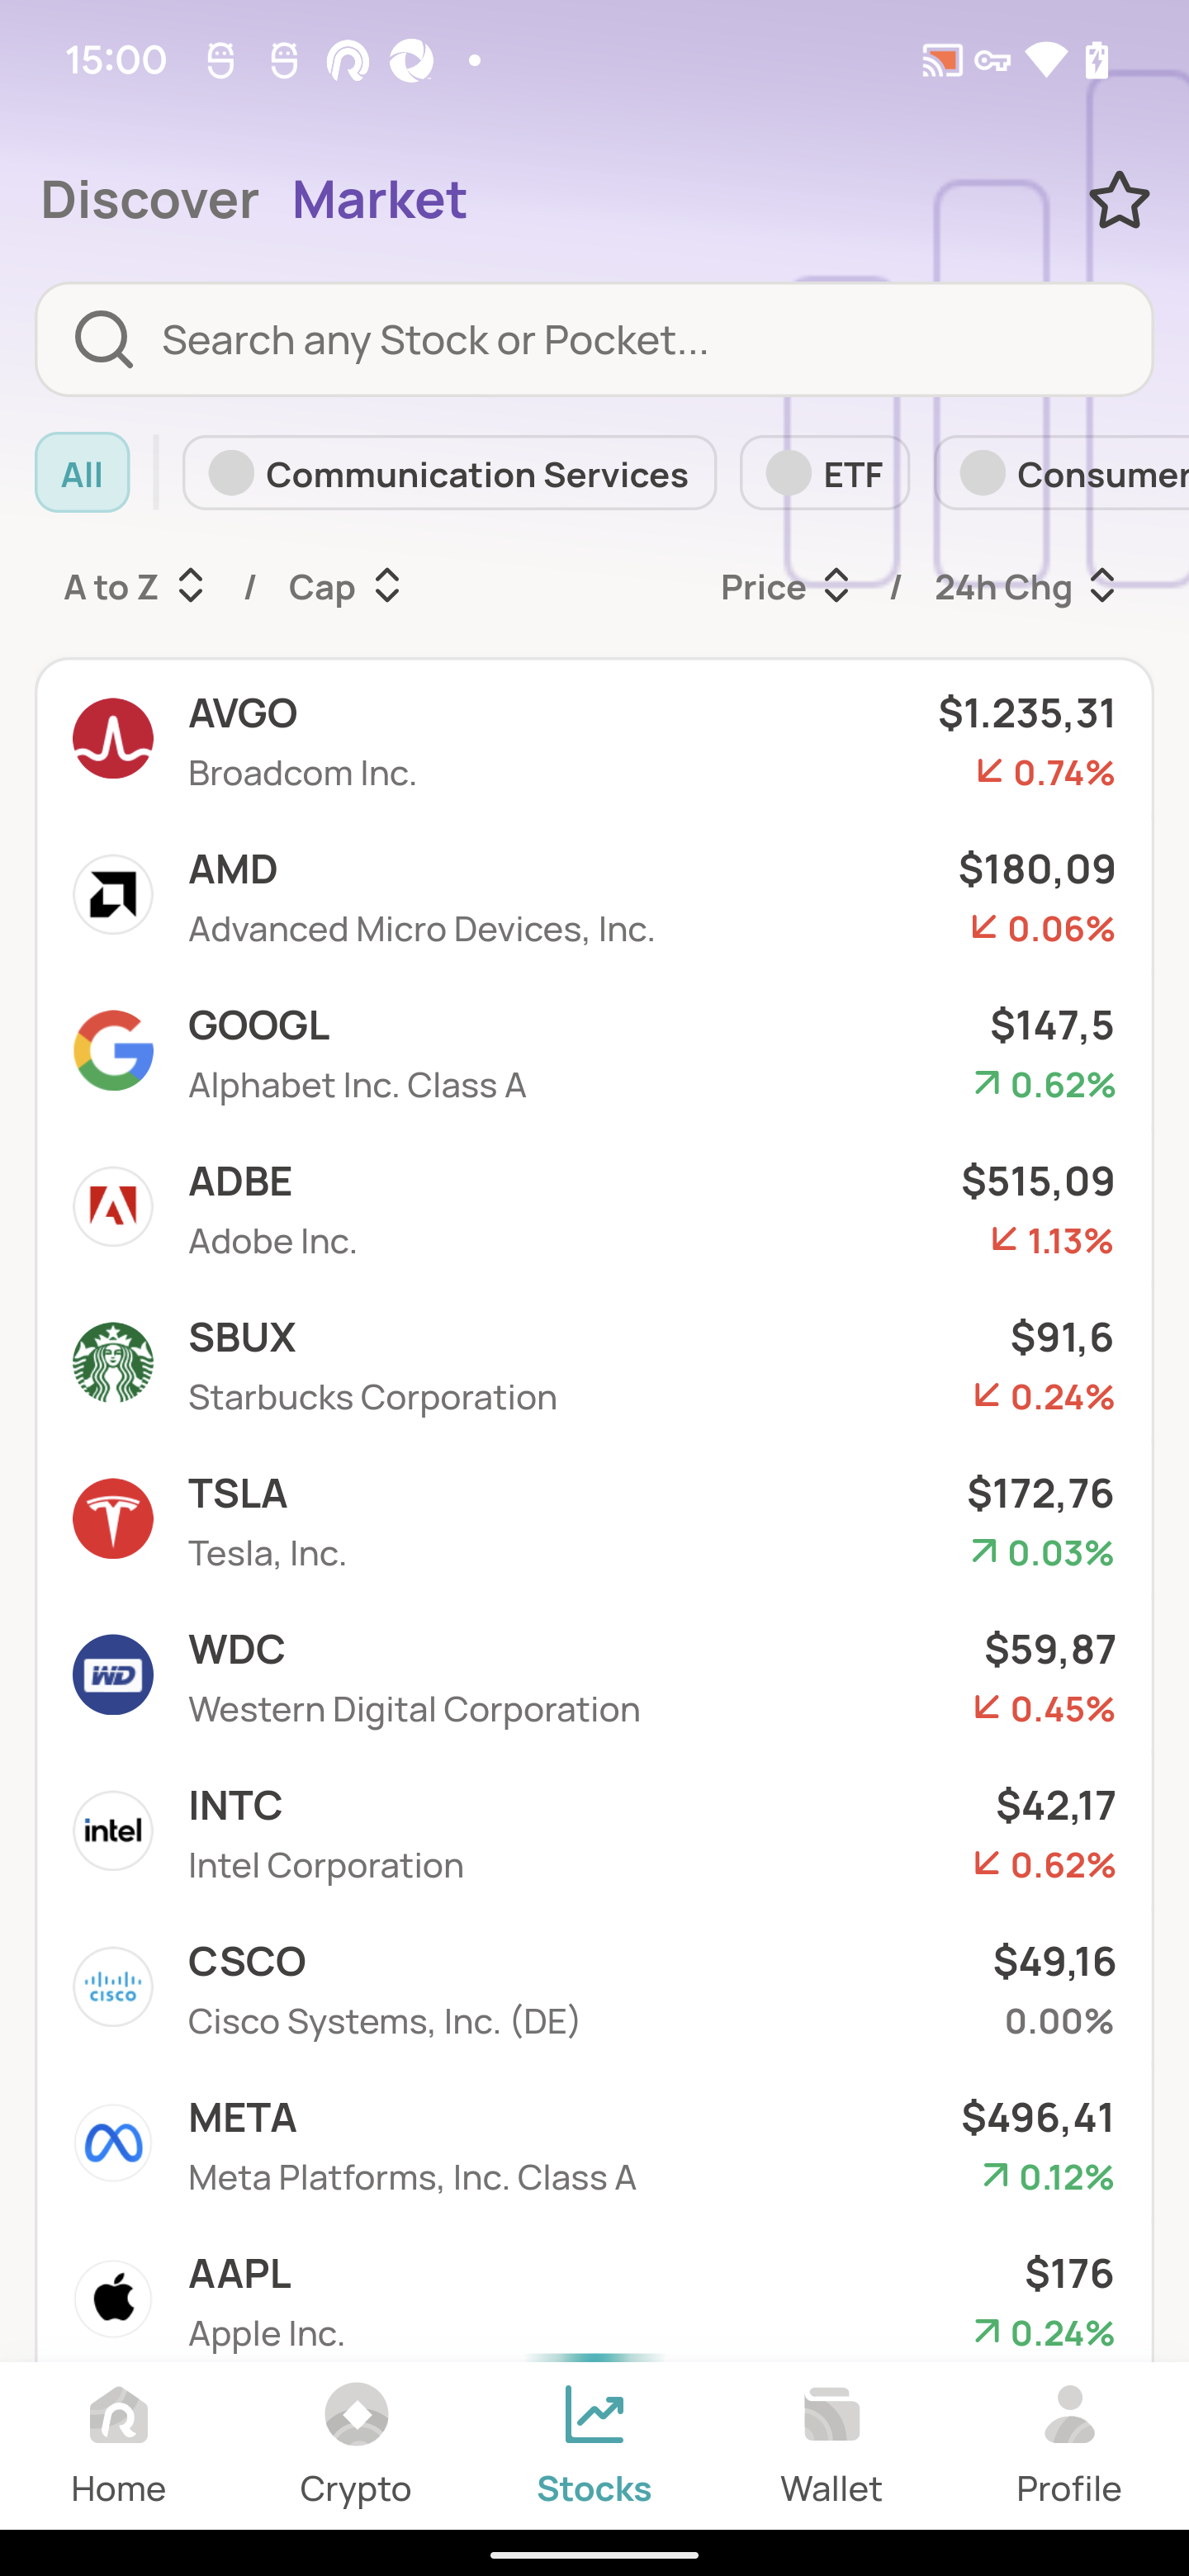 15:00
Discover Market
Search any Stock or Pocket...
All Communication Services ETF Consumer
A to Z / Cap Price / 24h Chg
AVGO $1.235,31
Broadcom Inc. 0.74%
AMD $180,09
Advanced Micro Devices, Inc. 0.06%
GOOGL $147,5
Alphabet Inc. Class A 0.62%
ADBE $515,09
Adobe Inc. 1.13%
SBUX $91,6
Starbucks Corporation 0.24%
TSLA $172,76
Tesla, Inc. 0.03%
WD
WDC $59,87
Western Digital Corporation 0.45%
intel
INTC $42,17
Intel Corporation 0.62%
CISCO
CSCO $49,16
Cisco Systems, Inc. (DE) 0.00%
META $496,41
Meta Platforms, Inc. Class A 0.12%
AAPL $176
Apple Inc. 0.24%
Home Crypto Stocks Wallet Profile